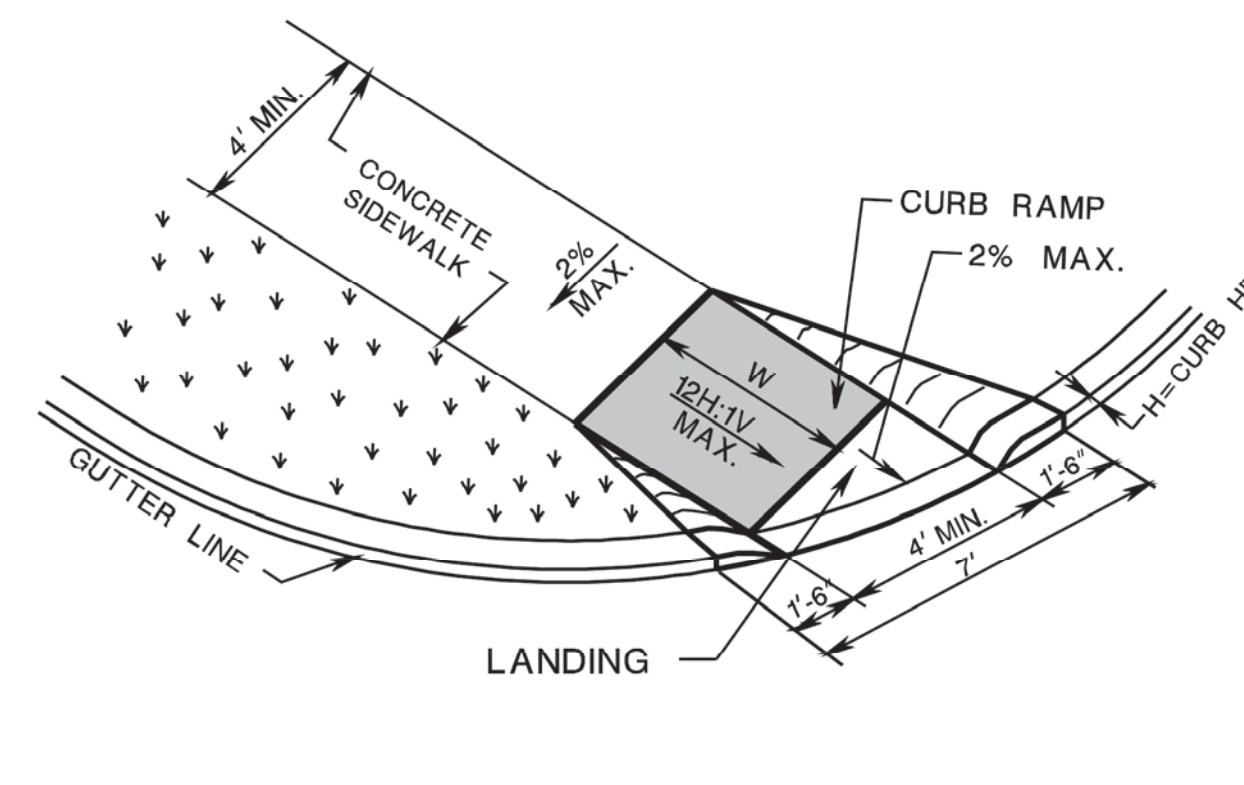 4' MIN.
CONCRETE
SIDEWALK
2%
MAX.
CURB RAMP
2% MAX.
W
12H:1V
MAX.
H=CURB
GUTTER LINE
1'-6"
4' MIN.
7'
1'-6"
LANDING